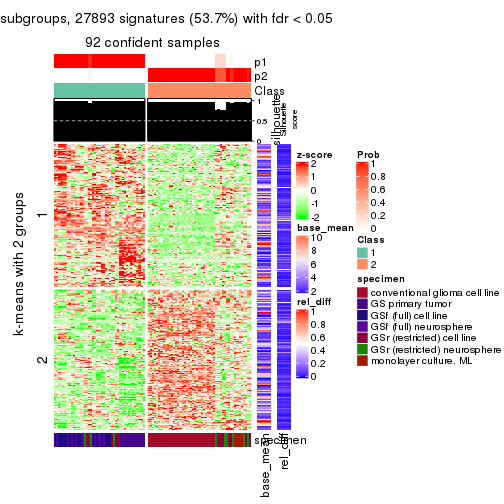 subgroups, 27893 signatures (53.7%) with fdr < 0.05
92 confident samples
p1
p2
Class
silhouette
Silhouette
score
1
0.5
0
k-means with 2 groups
1
2
specimen
base_mean
rel_diff
z-score
2
1
0
-1
-2
base_mean
10
8
6
4
2
rel_diff
1
0.8
0.6
0.4
0.2
0
Prob
1
0.8
0.6
0.4
0.2
0
Class
1
2
specimen
conventional glioma cell line
GS primary tumor
GSf (full) cell line
GSf (full) neurosphere
GSr (restricted) cell line
GSr (restricted) neurosphere
monolayer culture. ML